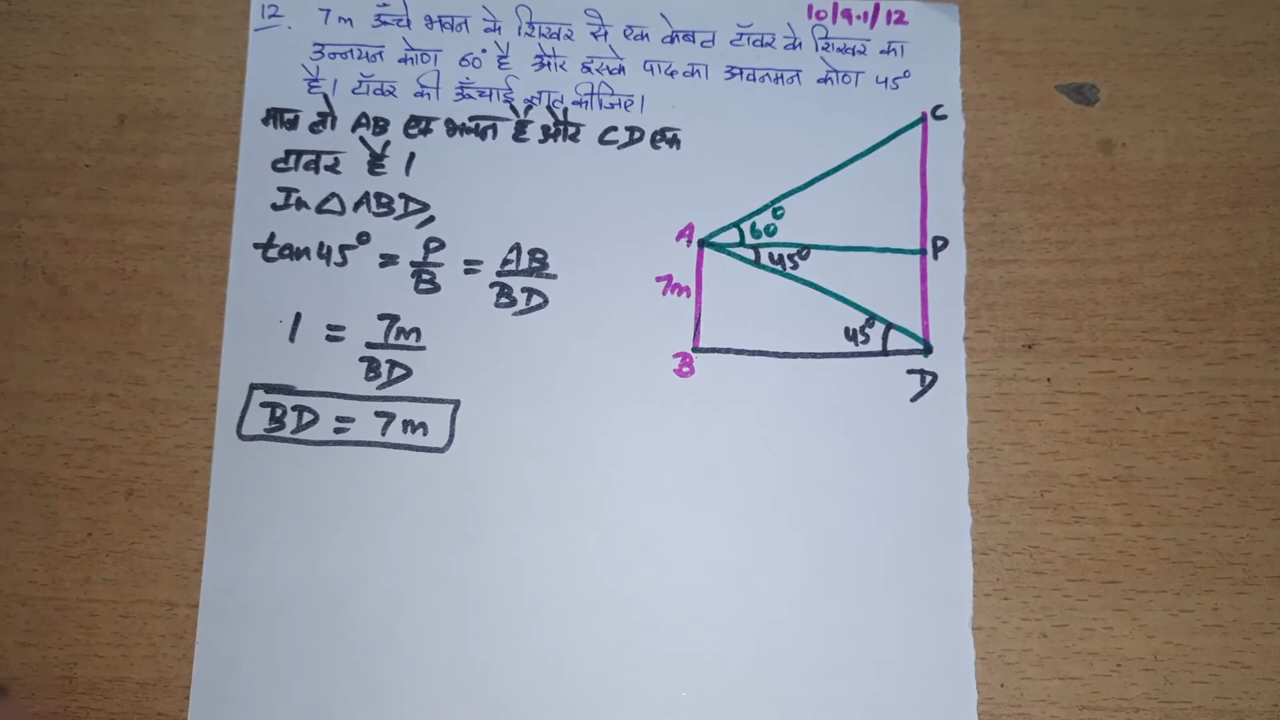 10/9.1/12
12. 7m ऊँचे भवन के शिखर से एक केबल टॉवर के शिखर का
उन्नयन कोण 60° है और इसके पाद का अवनमन कोण 45°
है। टॉवर की ऊँचाई ज्ञात कीजिए।
मान लो AB एक भवन है और CD एक
टावर है।
In △ABD,
tan45° = P/B = AB/BD
1 = 7m/BD
BD = 7m
C
A
60°
P
45°
7m
45°
B
D